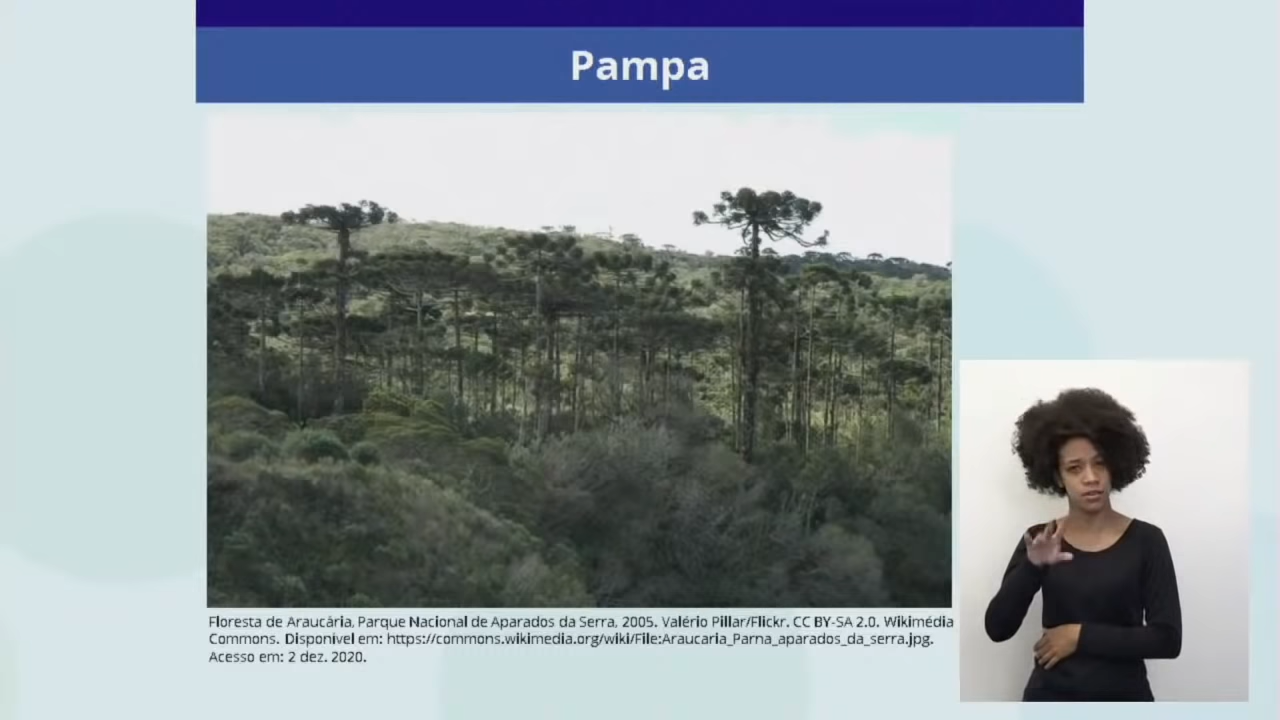 Pampa
Floresta de Araucária, Parque Nacional de Aparados da Serra, 2005. Valério Pillar/Flickr. CC BY-SA 2.0. Wikimédia
Commons. Disponível em: https://commons.wikimedia.org/wiki/File:Araucaria_Parna_aparados_da_serra.jpg.
Acesso em: 2 dez. 2020.